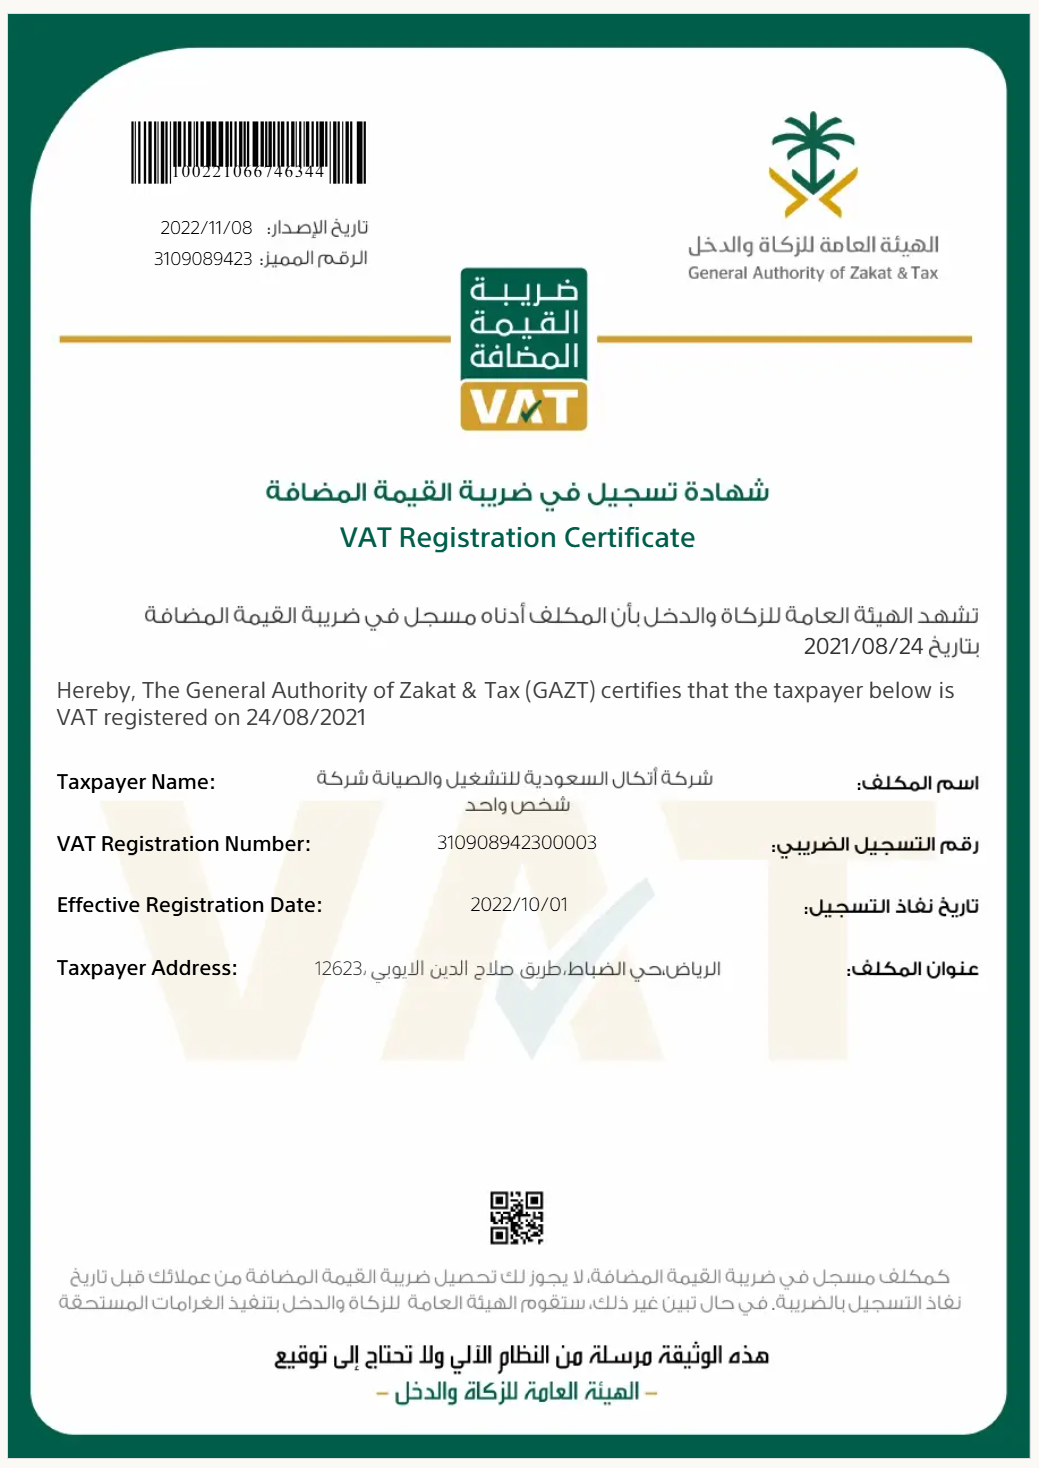 100221066746344
تاريخ الإصدار: 2022/11/08
الرقم المميز: 3109089423
الهيئة العامة للزكاة والدخل
General Authority of Zakat & Tax
ضريبة
القيمة
المضافة
VAT
شهادة تسجيل في ضريبة القيمة المضافة
VAT Registration Certificate
تشهد الهيئة العامة للزكاة والدخل بأن المكلف أدناه مسجل في ضريبة القيمة المضافة
بتاريخ 2021/08/24
Hereby, The General Authority of Zakat & Tax (GAZT) certifies that the taxpayer below is
VAT registered on 24/08/2021
Taxpayer Name: شركة أتكال السعودية للتشغيل والصيانة شركة اسم المكلف:
شخص واحد
VAT Registration Number: 310908942300003 رقم التسجيل الضريبي:
Effective Registration Date: 2022/10/01 تاريخ نفاذ التسجيل:
Taxpayer Address: الرياض،حي الضباط،طريق صلاح الدين الايوبي ،12623 عنوان المكلف:
VAT
كمكلف مسجل في ضريبة القيمة المضافة، لا يجوز لك تحصيل ضريبة القيمة المضافة من عملائك قبل تاريخ
نفاذ التسجيل بالضريبة. في حال تبين غير ذلك، ستقوم الهيئة العامة للزكاة والدخل بتنفيذ الغرامات المستحقة
هذه الوثيقة مرسلة من النظام الآلي ولا تحتاج إلى توقيع
– الهيئة العامة للزكاة والدخل –